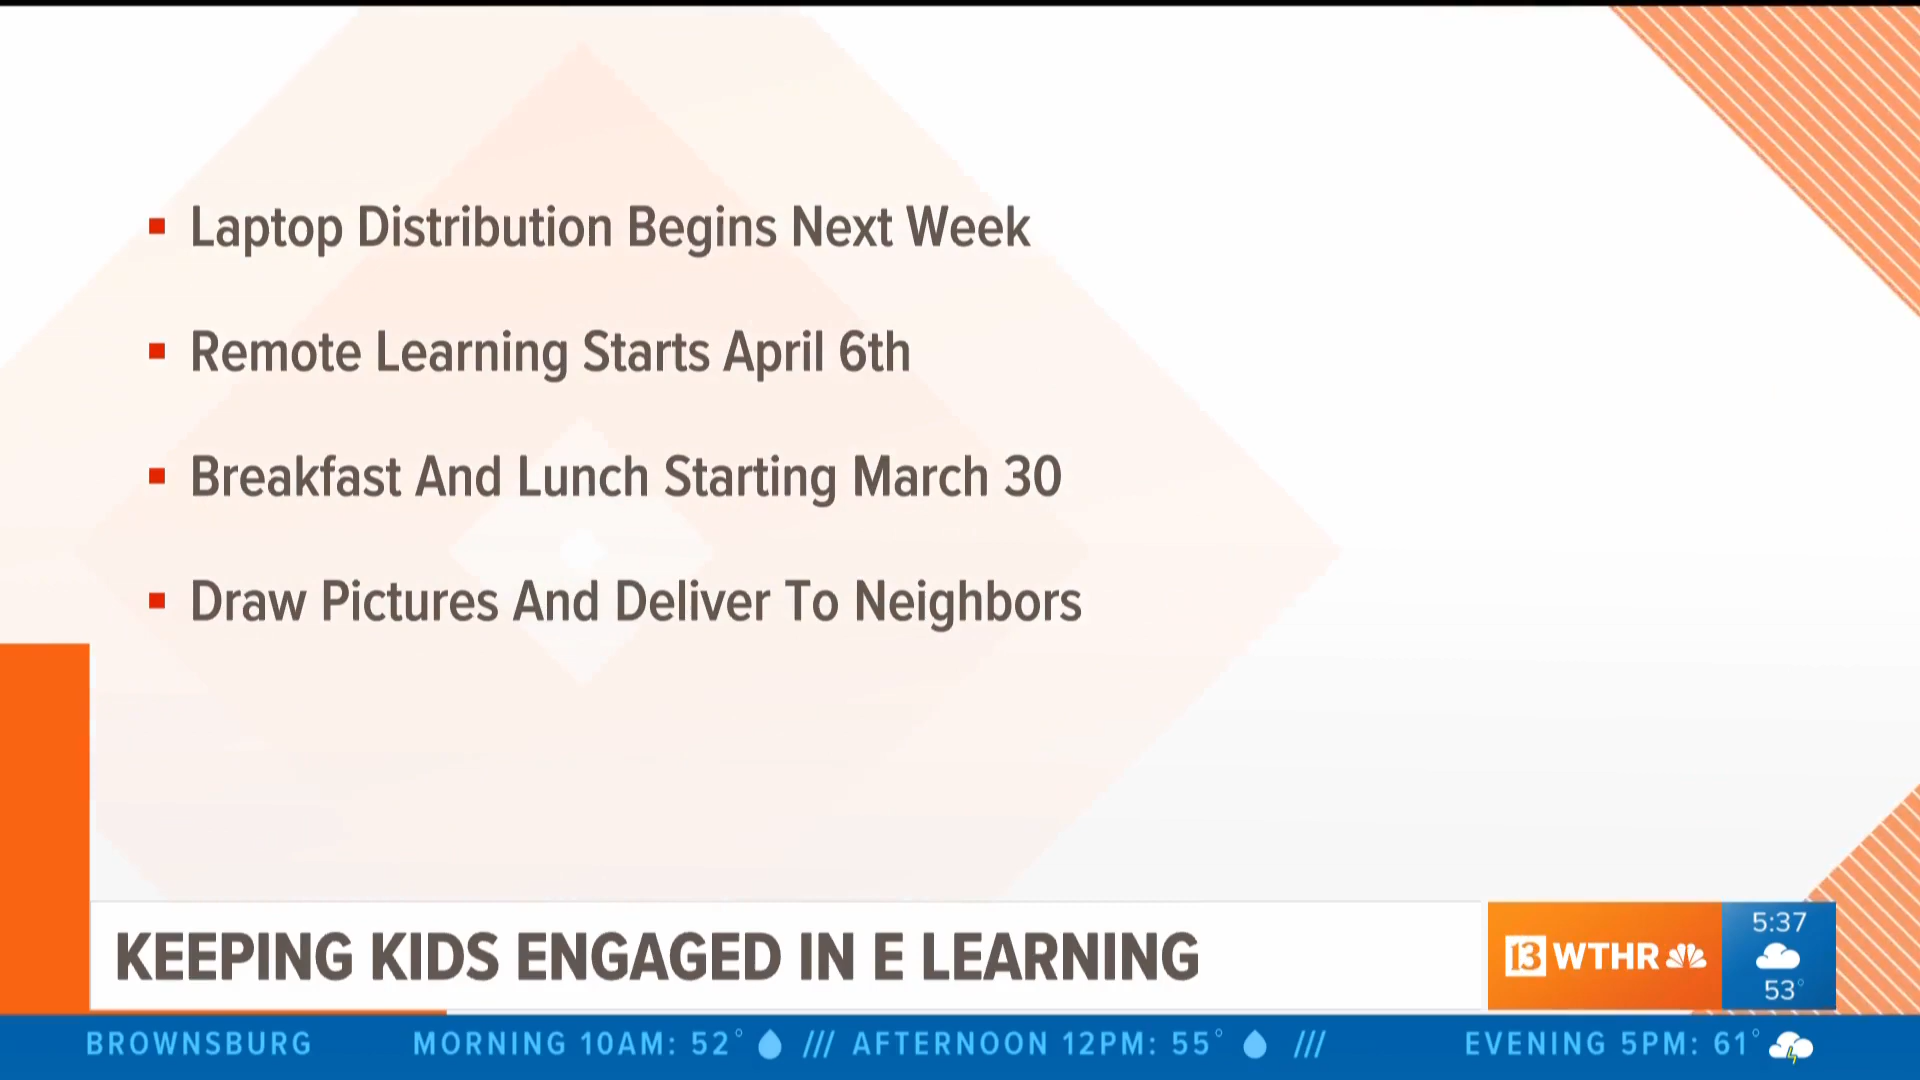 Laptop Distribution Begins Next Week
Remote Learning Starts April 6th
Breakfast And Lunch Starting March 30
Draw Pictures And Deliver To Neighbors
KEEPING KIDS ENGAGED IN E LEARNING
13 WTHR
5:37
53°
BROWNSBURG MORNING 10AM: 52° /// AFTERNOON 12PM: 55° /// EVENING 5PM: 61°